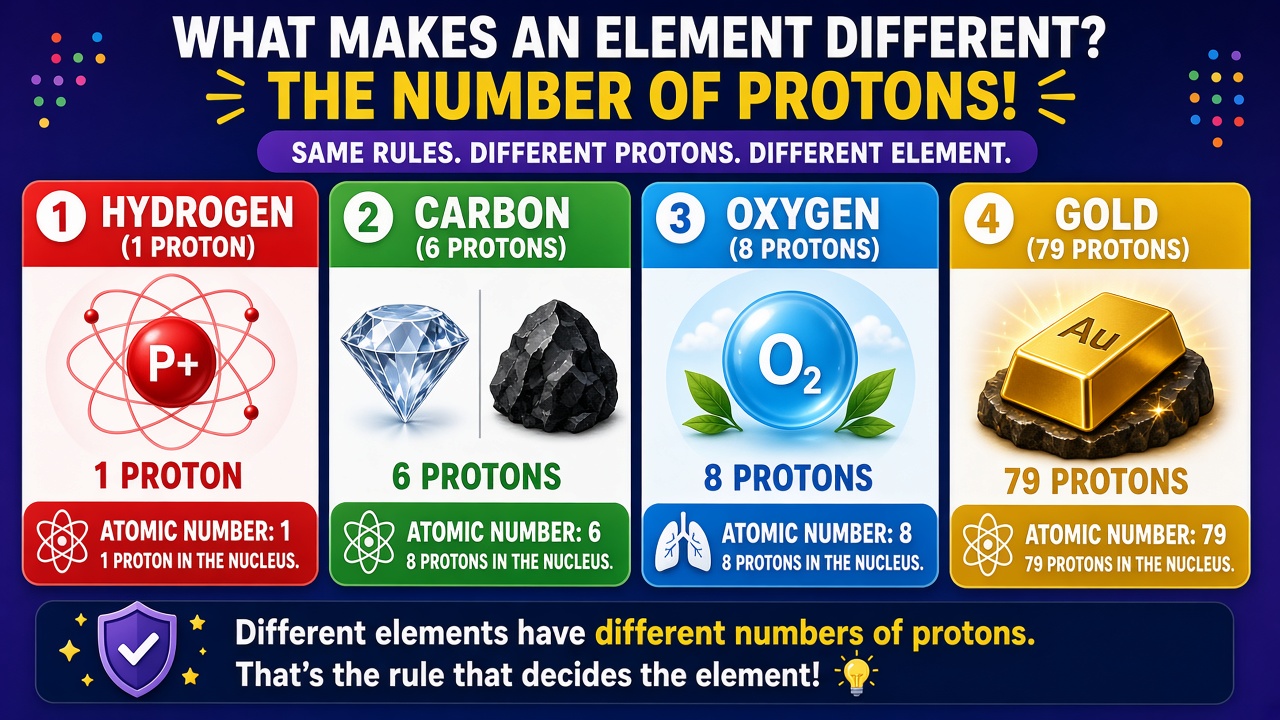 WHAT MAKES AN ELEMENT DIFFERENT?
THE NUMBER OF PROTONS!
SAME RULES. DIFFERENT PROTONS. DIFFERENT ELEMENT.
1 HYDROGEN
(1 PROTON)
P+
1 PROTON
ATOMIC NUMBER: 1
1 PROTON IN THE NUCLEUS.
2 CARBON
(6 PROTONS)
6 PROTONS
ATOMIC NUMBER: 6
8 PROTONS IN THE NUCLEUS.
3 OXYGEN
(8 PROTONS)
O₂
8 PROTONS
ATOMIC NUMBER: 8
8 PROTONS IN THE NUCLEUS.
4 GOLD
(79 PROTONS)
Au
79 PROTONS
ATOMIC NUMBER: 79
79 PROTONS IN THE NUCLEUS.
Different elements have different numbers of protons.
That's the rule that decides the element!